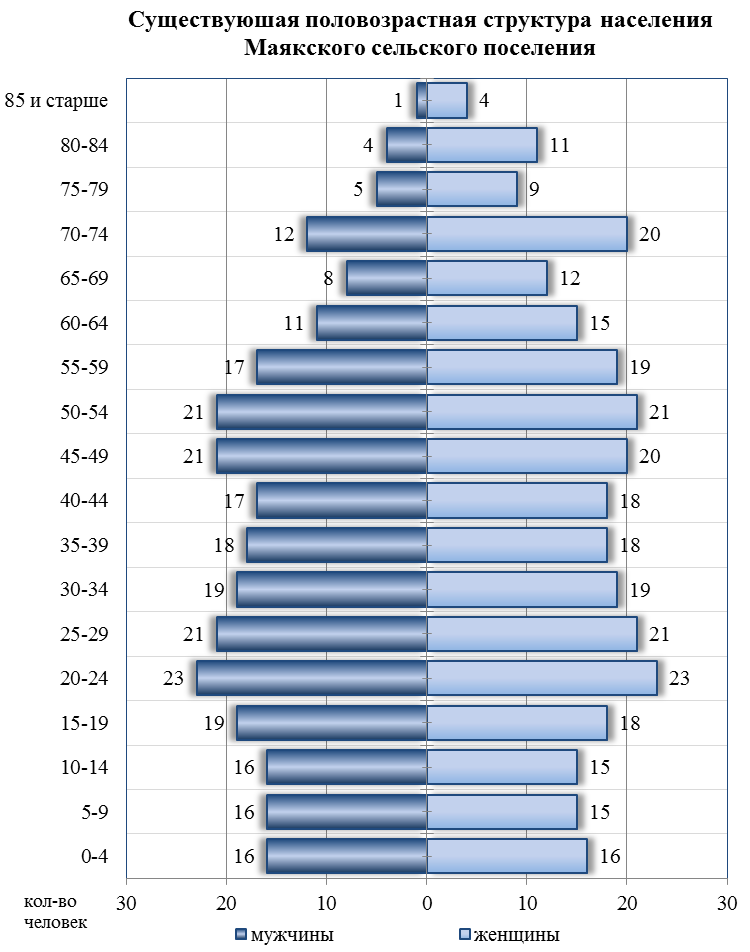 Существуюшая половозрастная структура населения
Маякского сельского поселения
85 и старше 1 4
80-84 4 11
75-79 5 9
70-74 12 20
65-69 8 12
60-64 11 15
55-59 17 19
50-54 21 21
45-49 21 20
40-44 17 18
35-39 18 18
30-34 19 19
25-29 21 21
20-24 23 23
15-19 19 18
10-14 16 15
5-9 16 15
0-4 16 16
кол-во
человек
30 20 10 0 10 20 30
мужчины женщины